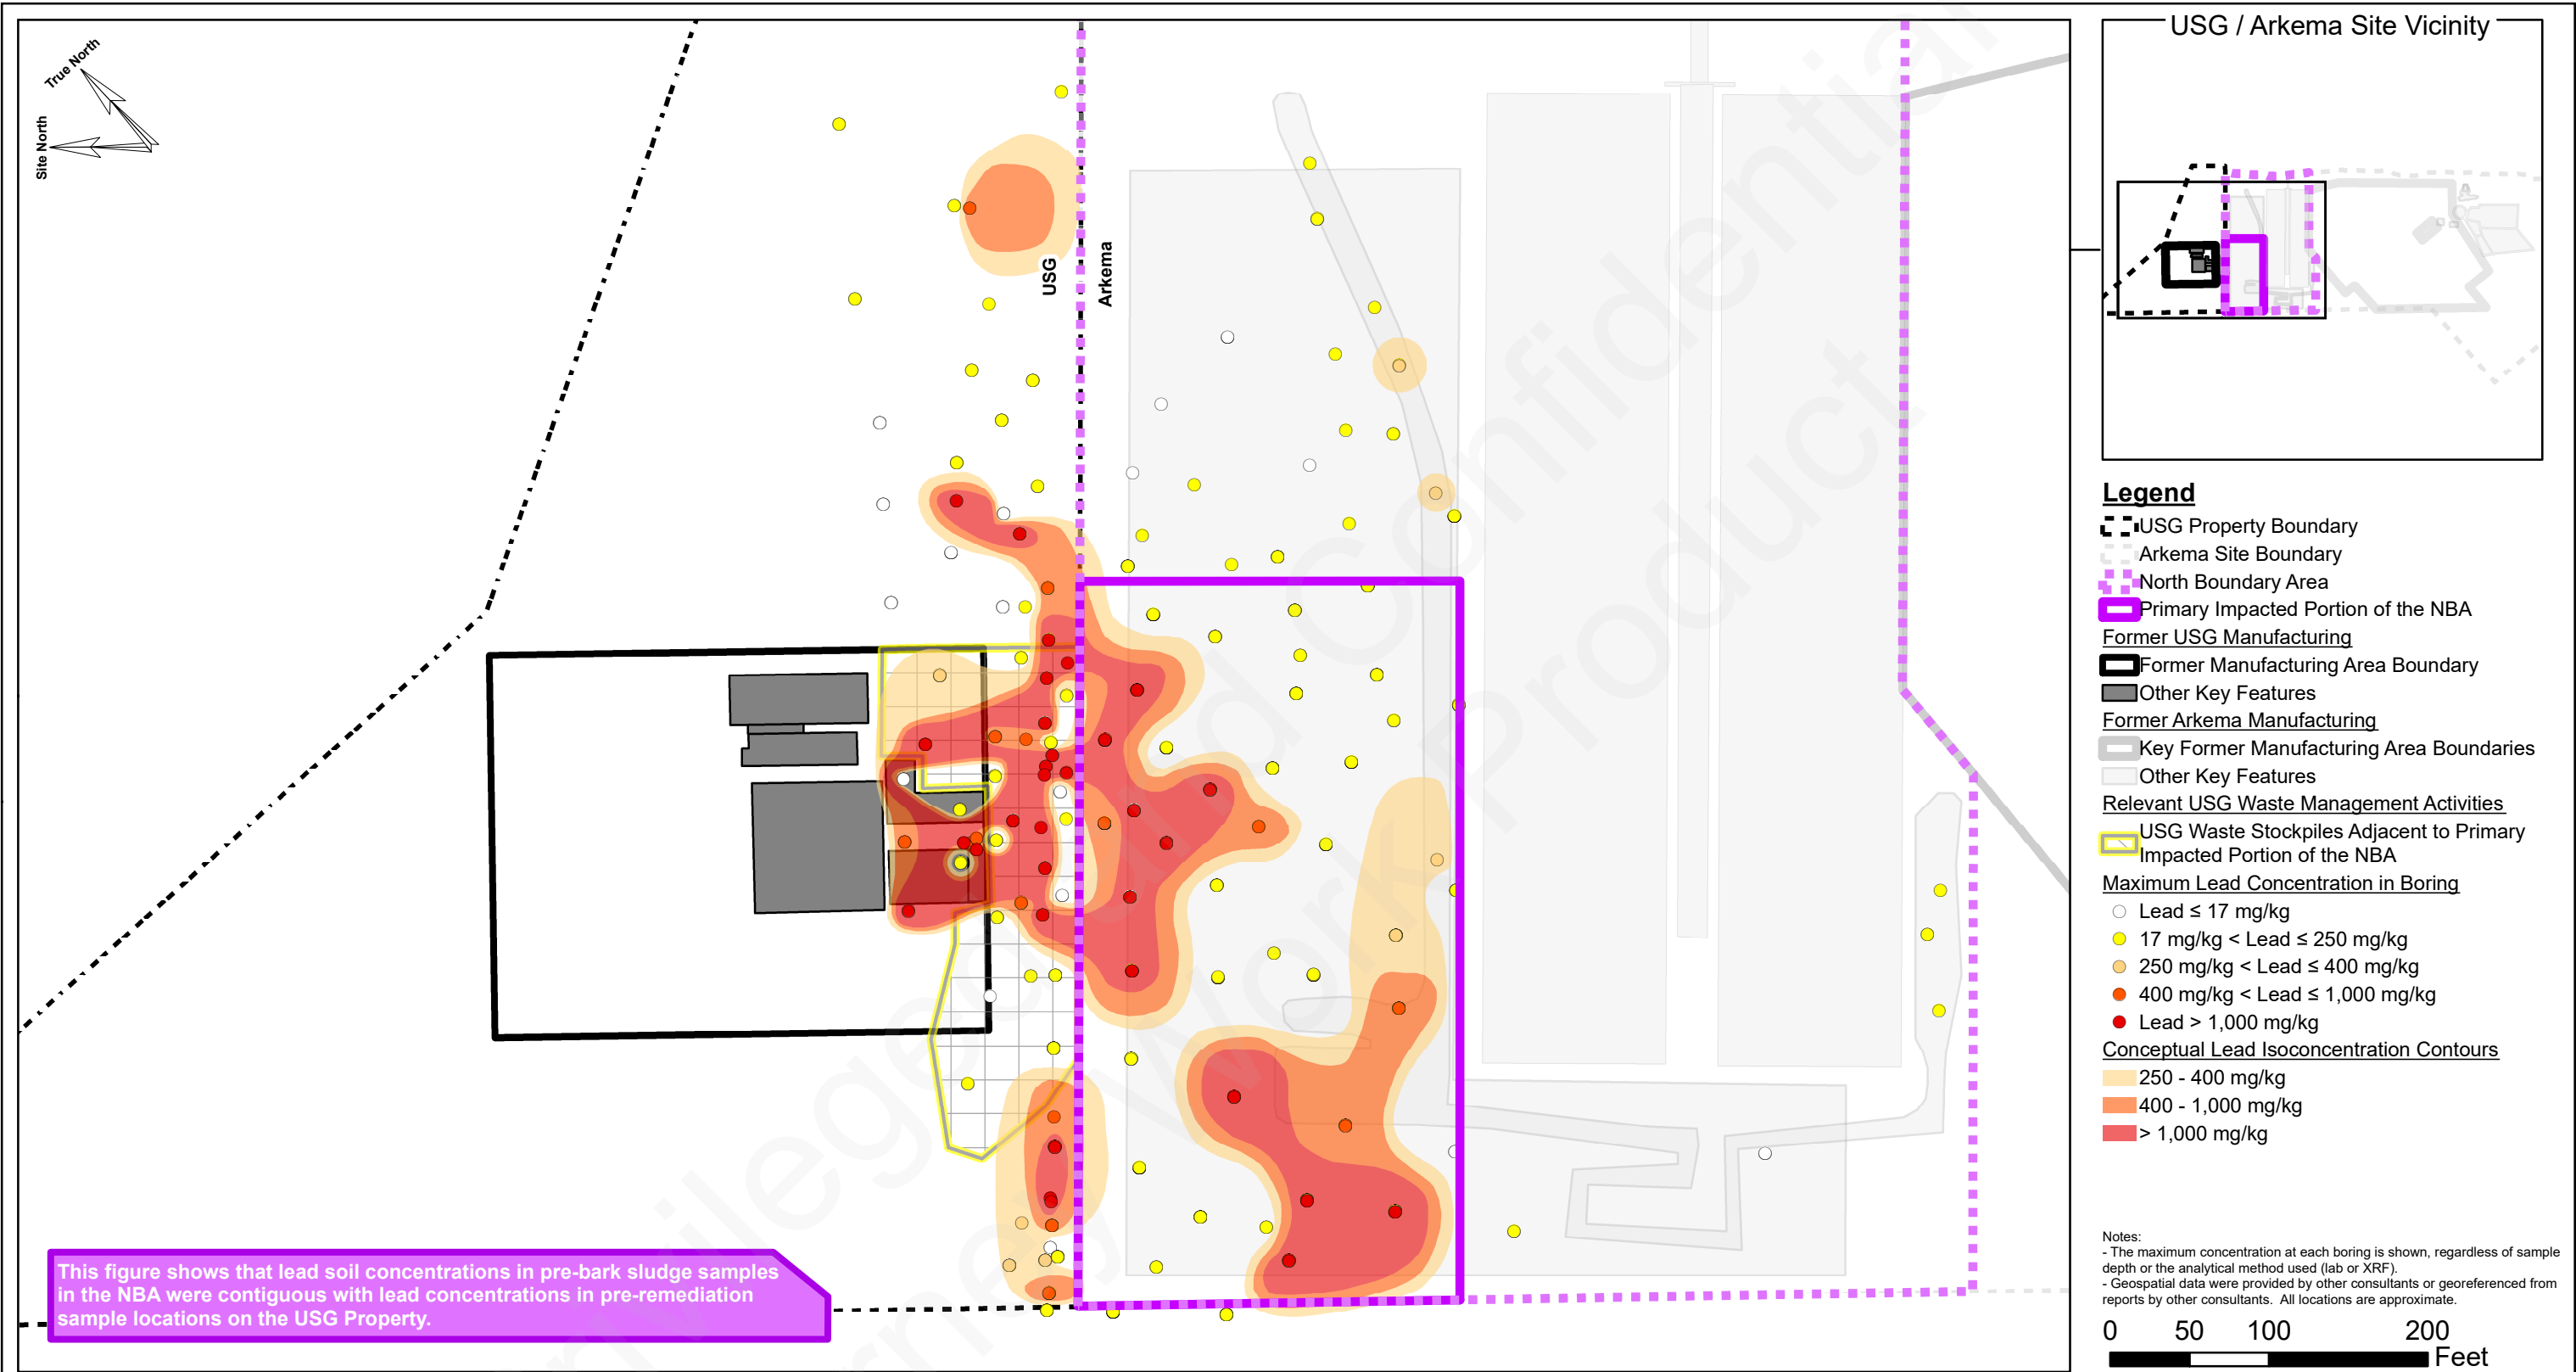 True North
Site North
USG
Arkema
This figure shows that lead soil concentrations in pre-bark sludge samples
in the NBA were contiguous with lead concentrations in pre-remediation
sample locations on the USG Property.
USG / Arkema Site Vicinity
Legend
USG Property Boundary
Arkema Site Boundary
North Boundary Area
Primary Impacted Portion of the NBA
Former USG Manufacturing
Former Manufacturing Area Boundary
Other Key Features
Former Arkema Manufacturing
Key Former Manufacturing Area Boundaries
Other Key Features
Relevant USG Waste Management Activities
USG Waste Stockpiles Adjacent to Primary
Impacted Portion of the NBA
Maximum Lead Concentration in Boring
Lead ≤ 17 mg/kg
17 mg/kg < Lead ≤ 250 mg/kg
250 mg/kg < Lead ≤ 400 mg/kg
400 mg/kg < Lead ≤ 1,000 mg/kg
Lead > 1,000 mg/kg
Conceptual Lead Isoconcentration Contours
250 - 400 mg/kg
400 - 1,000 mg/kg
> 1,000 mg/kg
Notes:
- The maximum concentration at each boring is shown, regardless of sample
depth or the analytical method used (lab or XRF).
- Geospatial data were provided by other consultants or georeferenced from
reports by other consultants. All locations are approximate.
0 50 100 200
Feet
Confidential
Work Product